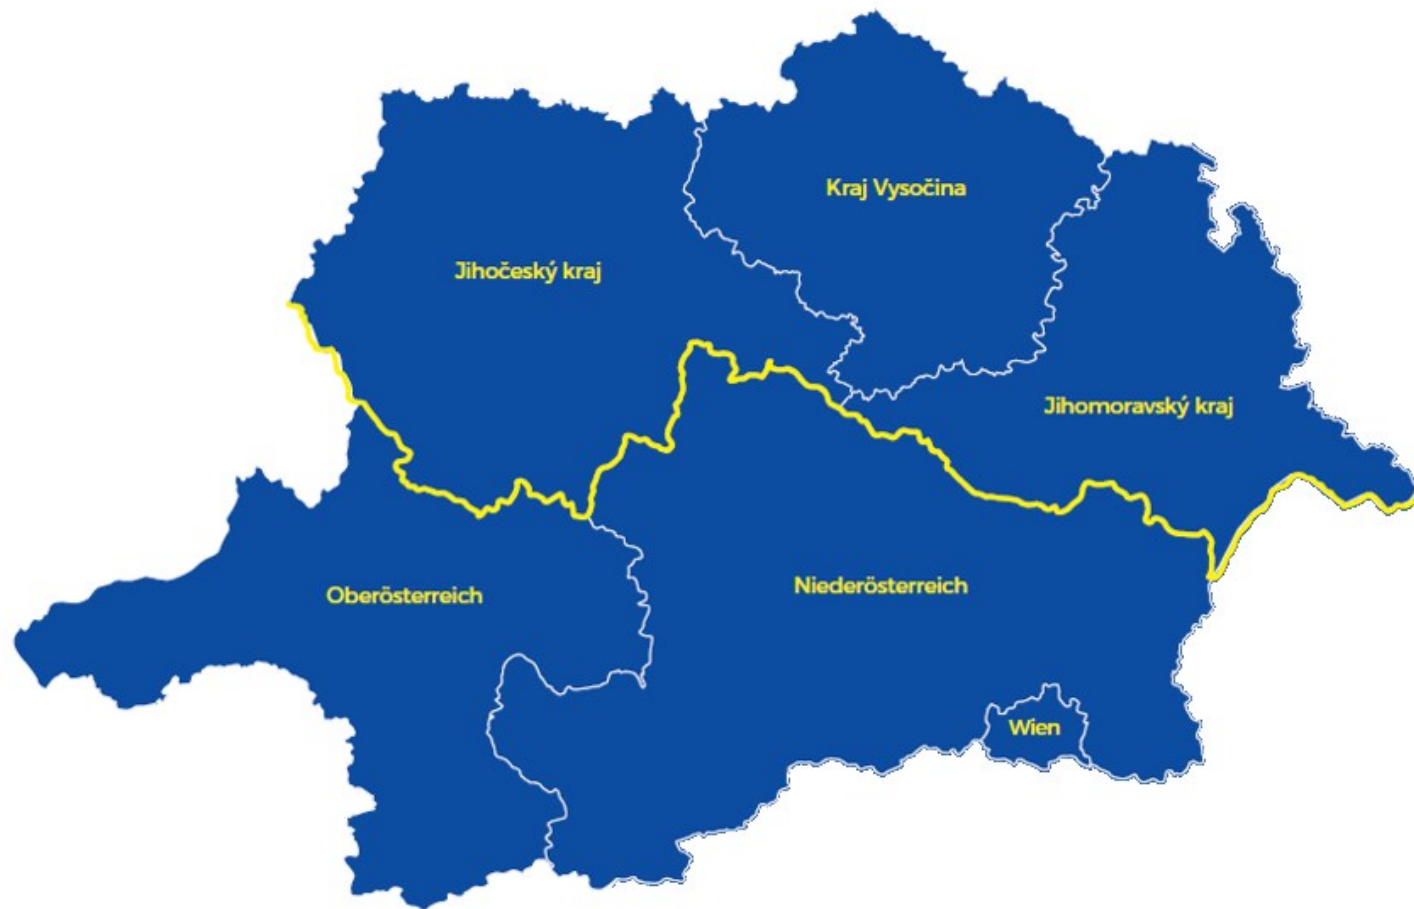 Kraj Vysočina
Jihočeský kraj
Jihomoravský kraj
Oberösterreich
Niederösterreich
Wien